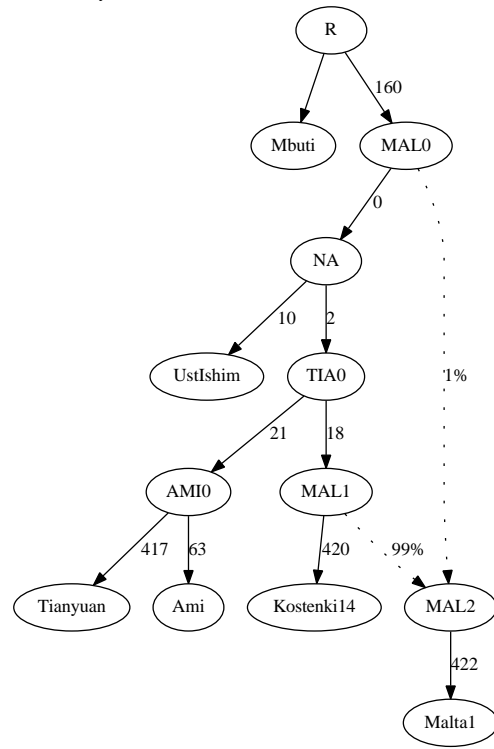 R
160
Mbuti
MAL0
0
NA
10
2
1%
UstIshim
TIA0
21
18
AMI0
MAL1
417
63
420
99%
Tianyuan
Ami
Kostenki14
MAL2
422
Malta1